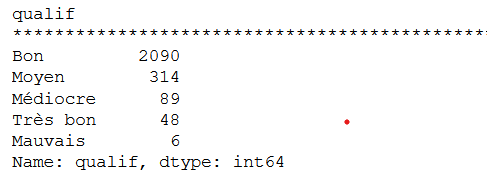 qualif
************************************************
Bon 2090
Moyen 314
Médiocre 89
Très bon 48
Mauvais 6
Name: qualif, dtype: int64